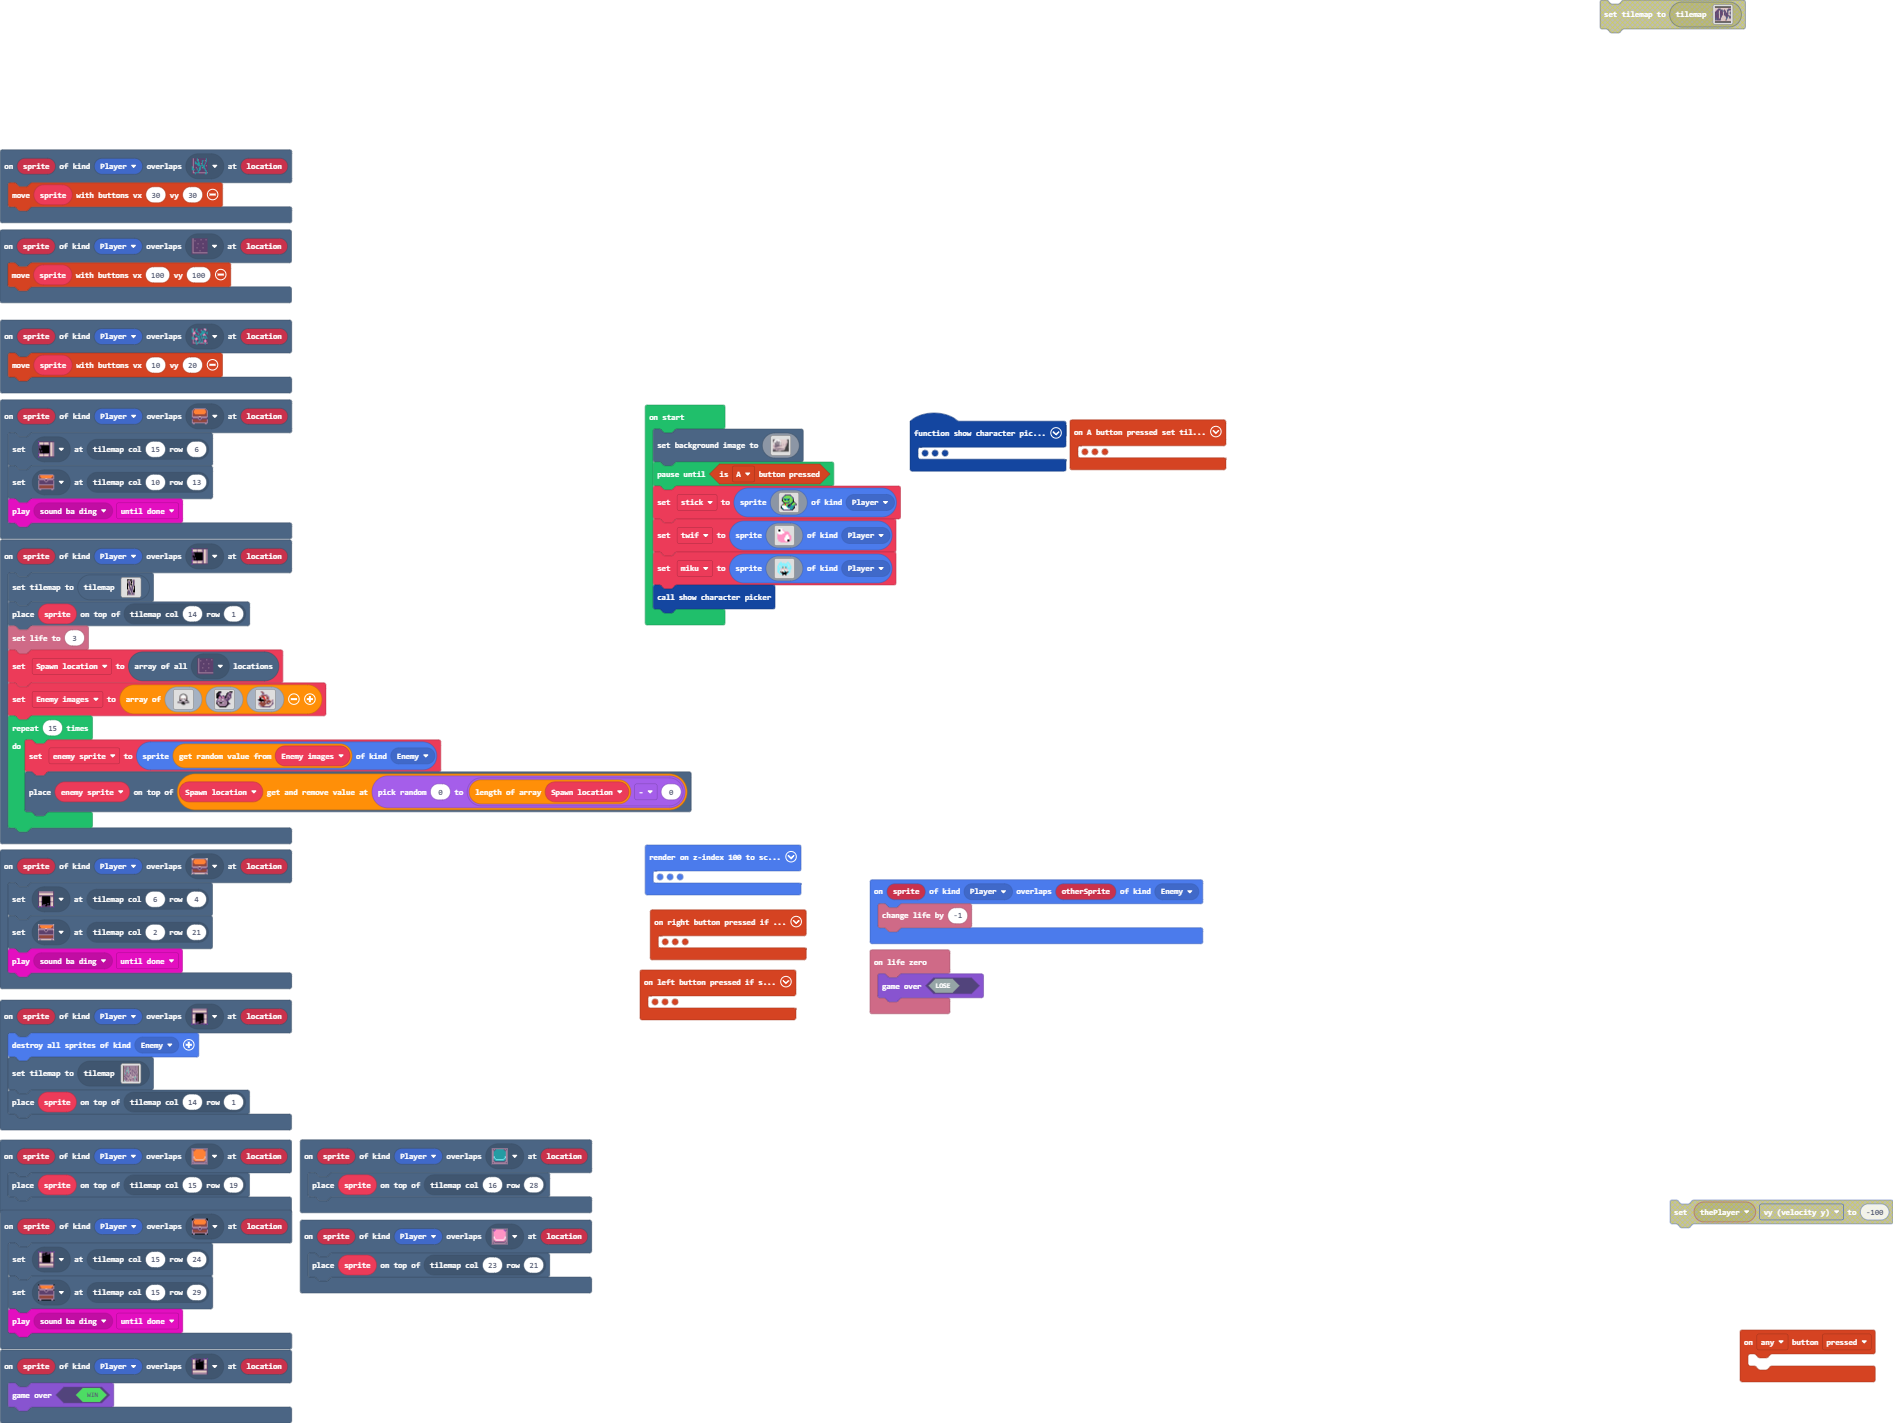 set tilemap to tilemap
on sprite of kind Player overlaps at location
move sprite with buttons vx 30 vy 30
on sprite of kind Player overlaps at location
move sprite with buttons vx 100 vy 100
on sprite of kind Player overlaps at location
move sprite with buttons vx 10 vy 20
on sprite of kind Player overlaps at location
set at tilemap col 15 row 6
set at tilemap col 10 row 13
play sound ba ding until done
on sprite of kind Player overlaps at location
set tilemap to tilemap
place sprite on top of tilemap col 14 row 1
set life to 3
set Spawn location to array of all locations
set Enemy images to array of
repeat 15 times
do
set enemy sprite to sprite get random value from Enemy images of kind Enemy
place enemy sprite on top of Spawn location get and remove value at pick random 0 to length of array Spawn location - 0
on sprite of kind Player overlaps at location
set at tilemap col 6 row 4
set at tilemap col 2 row 21
play sound ba ding until done
on sprite of kind Player overlaps at location
destroy all sprites of kind Enemy
set tilemap to tilemap
place sprite on top of tilemap col 14 row 1
on sprite of kind Player overlaps at location
place sprite on top of tilemap col 15 row 19
on sprite of kind Player overlaps at location
set at tilemap col 15 row 24
set at tilemap col 15 row 29
play sound ba ding until done
on sprite of kind Player overlaps at location
game over WIN
on sprite of kind Player overlaps at location
place sprite on top of tilemap col 16 row 28
on sprite of kind Player overlaps at location
place sprite on top of tilemap col 23 row 21
on start
set background image to
pause until is A button pressed
set stick to sprite of kind Player
set twif to sprite of kind Player
set miku to sprite of kind Player
call show character picker
function show character pic...
on A button pressed set til...
render on z-index 100 to sc...
on right button pressed if ...
on left button pressed if s...
on sprite of kind Player overlaps otherSprite of kind Enemy
change life by -1
on life zero
game over LOSE
set thePlayer vy (velocity y) to -100
on any button pressed